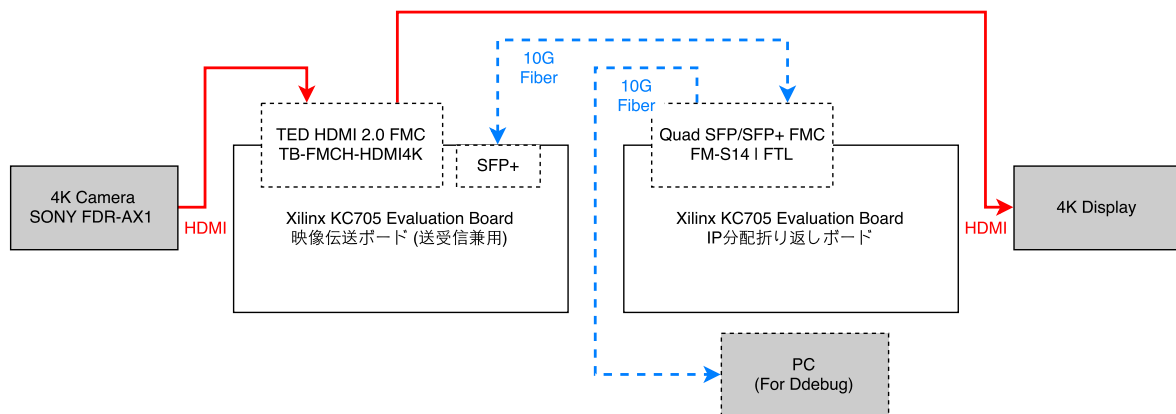 10G
Fiber
10G
Fiber
TED HDMI 2.0 FMC
TB-FMCH-HDMI4K
SFP+
Quad SFP/SFP+ FMC
FM-S14 | FTL
4K Camera
SONY FDR-AX1
HDMI
Xilinx KC705 Evaluation Board
映像伝送ボード (送受信兼用)
Xilinx KC705 Evaluation Board
IP分配折り返しボード
HDMI
4K Display
PC
(For Ddebug)